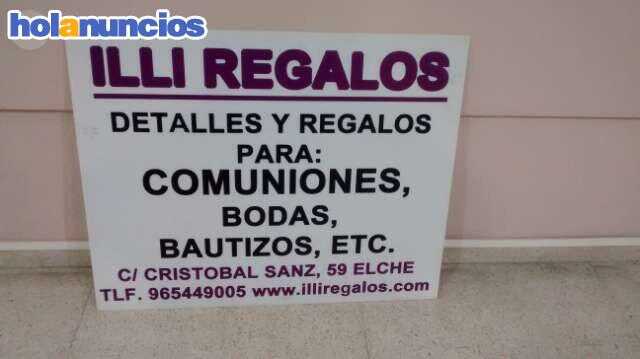 holanuncios
ILLI REGALOS
DETALLES Y REGALOS
PARA:
COMUNIONES,
BODAS,
BAUTIZOS, ETC.
C/ CRISTOBAL SANZ, 59 ELCHE
TLF. 965449005 www.illiregalos.com